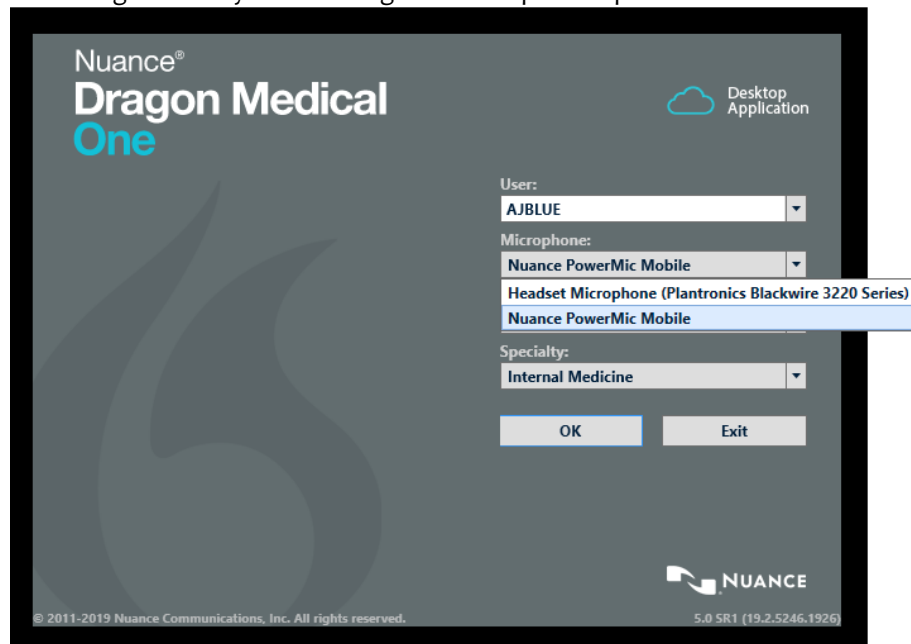 Nuance®
Dragon Medical
One
Desktop
Application
User:
AJBLUE
Microphone:
Nuance PowerMic Mobile
Headset Microphone (Plantronics Blackwire 3220 Series)
Nuance PowerMic Mobile
Specialty:
Internal Medicine
OK Exit
NUANCE
© 2011-2019 Nuance Communications, Inc. All rights reserved. 5.0 SR1 (19.2.5246.1926)